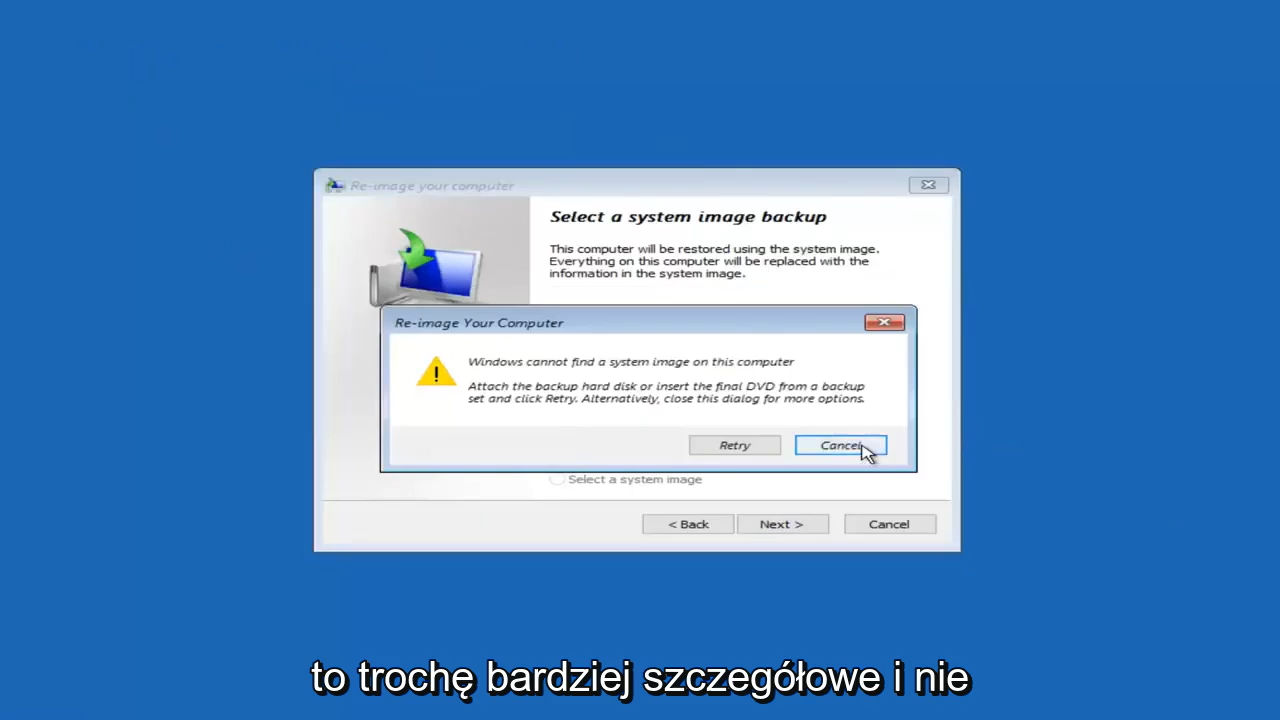 Re-image your computer
Select a system image backup
This computer will be restored using the system image.
Everything on this computer will be replaced with the
information in the system image.
Re-image Your Computer
Windows cannot find a system image on this computer
Attach the backup hard disk or insert the final DVD from a backup
set and click Retry. Alternatively, close this dialog for more options.
Retry
Cancel
Select a system image
< Back
Next >
Cancel
to trochę bardziej szczegółowe i nie